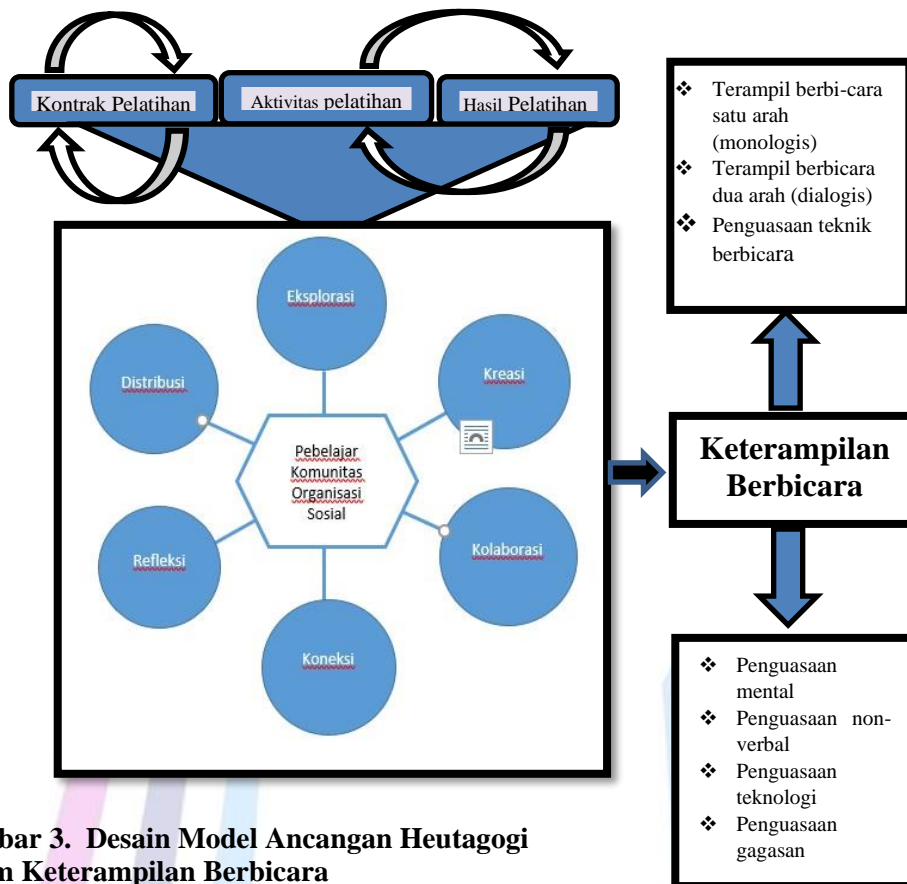 Kontrak Pelatihan
Aktivitas pelatihan
Hasil Pelatihan
❖ Terampil berbi-cara
satu arah
(monologis)
❖ Terampil berbicara
dua arah (dialogis)
❖ Penguasaan teknik
berbicara
Eksplorasi
Distribusi
Kreasi
Pebelajar
Komunitas
Organisasi
Sosial
Refleksi
Kolaborasi
Koneksi
Keterampilan
Berbicara
❖ Penguasaan
mental
❖ Penguasaan non-
verbal
❖ Penguasaan
teknologi
❖ Penguasaan
gagasan
bar 3. Desain Model Ancangan Heutagogi
m Keterampilan Berbicara